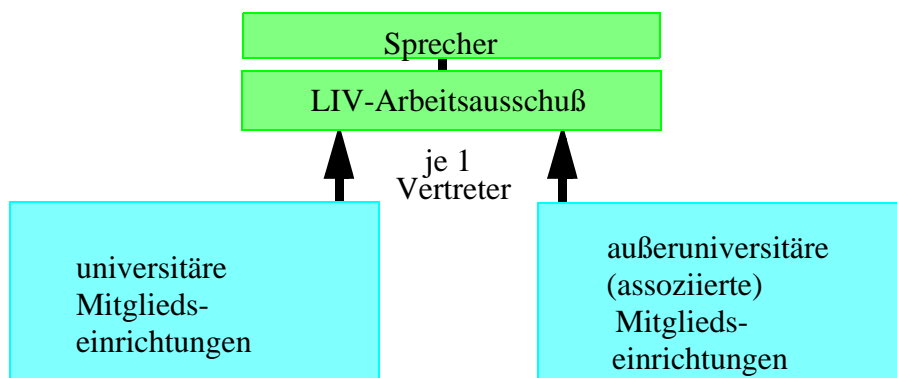 Sprecher
LIV-Arbeitsausschuß
je 1
Vertreter
universitäre
Mitglieds-
einrichtungen
außeruniversitäre
(assoziierte)
Mitglieds-
einrichtungen